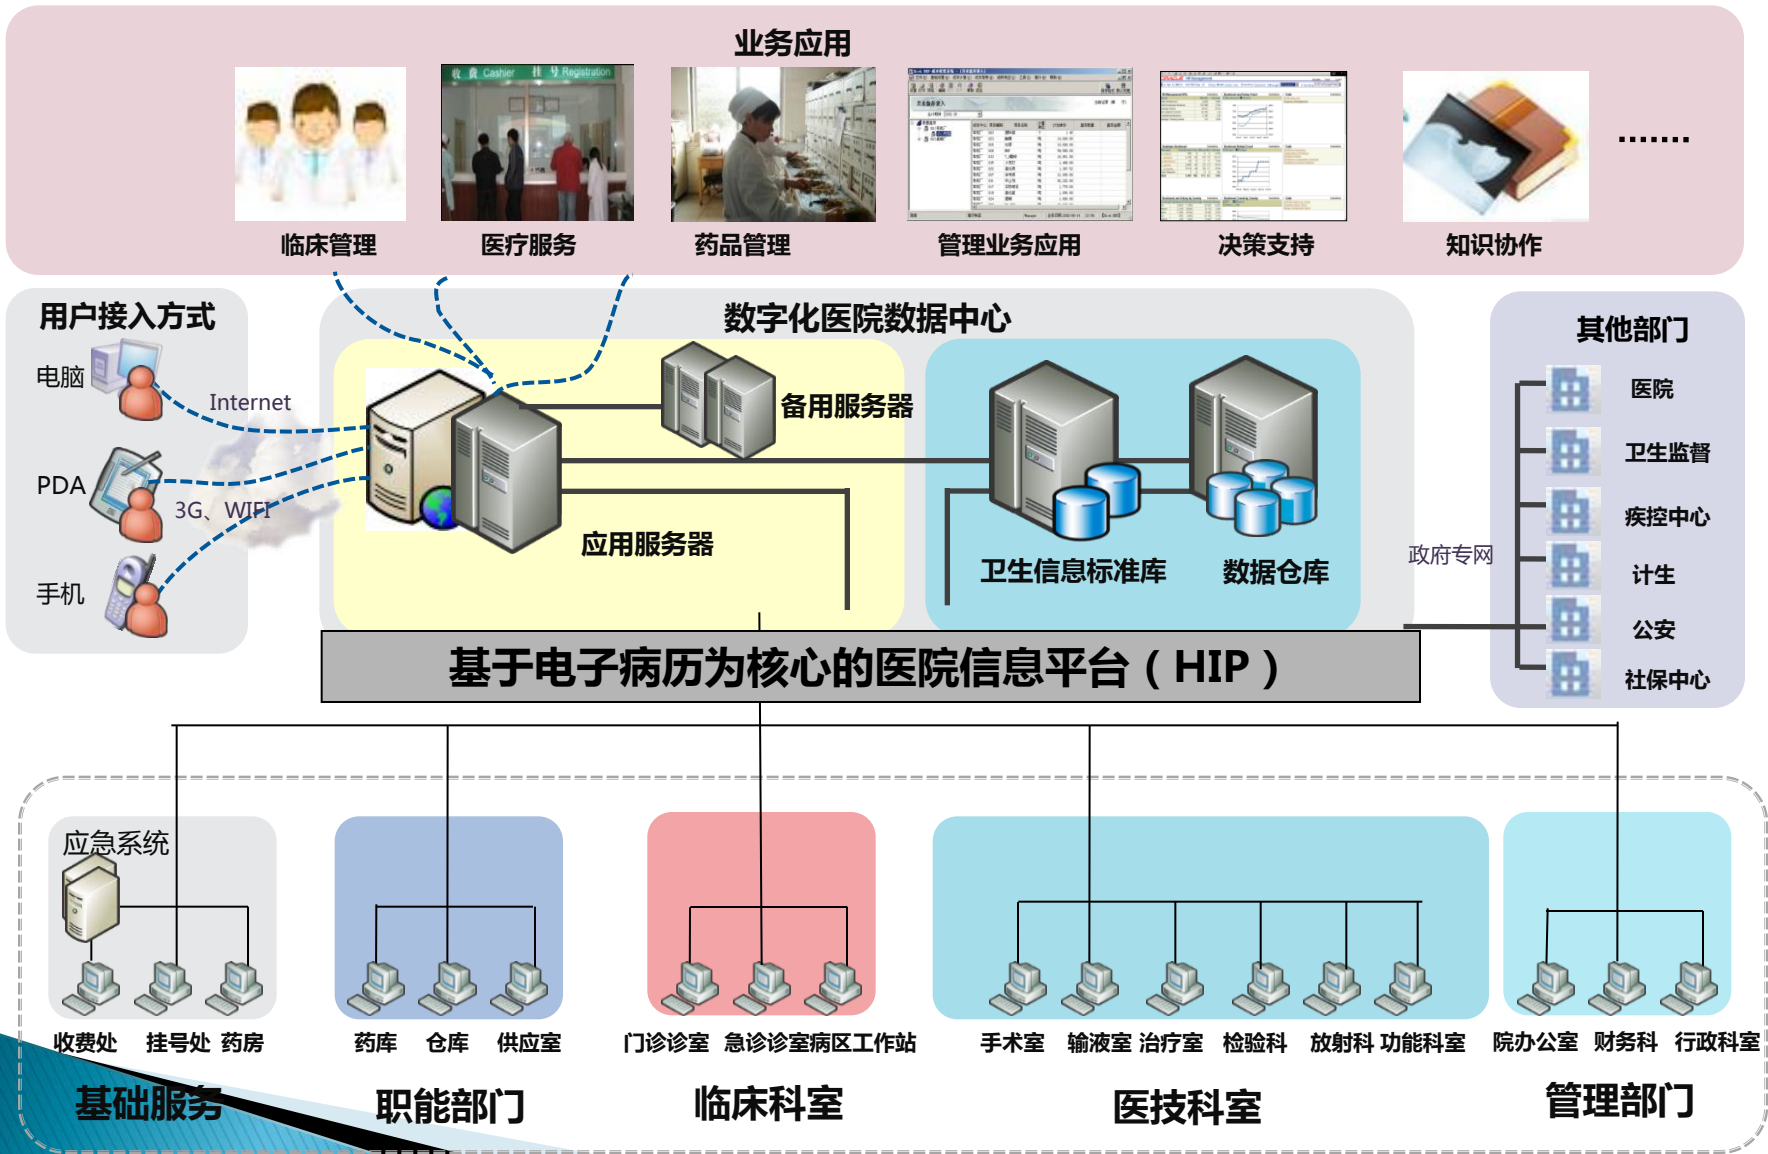 业务应用
收 费 Cashier 挂 号 Registration
临床管理
医疗服务
药品管理
管理业务应用
决策支持
知识协作
.......
用户接入方式
电脑
Internet
PDA
3G、WIFI
手机
数字化医院数据中心
备用服务器
应用服务器
卫生信息标准库
数据仓库
政府专网
其他部门
医院
卫生监督
疾控中心
计生
公安
社保中心
基于电子病历为核心的医院信息平台（HIP）
应急系统
收费处
挂号处
药房
药库
仓库
供应室
门诊诊室
急诊诊室
病区工作站
手术室
输液室
治疗室
检验科
放射科
功能科室
院办公室
财务科
行政科室
基础服务
职能部门
临床科室
医技科室
管理部门